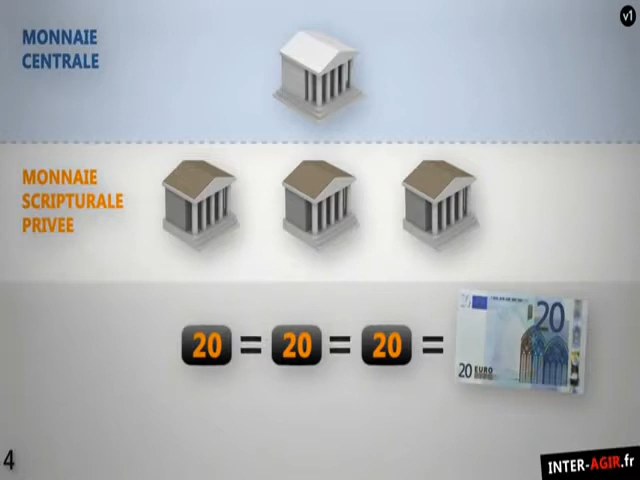 v1
MONNAIE
CENTRALE
MONNAIE
SCRIPTURALE
PRIVEE
20 = 20 = 20 =
20
20 EURO
4
INTER-AGIR.fr